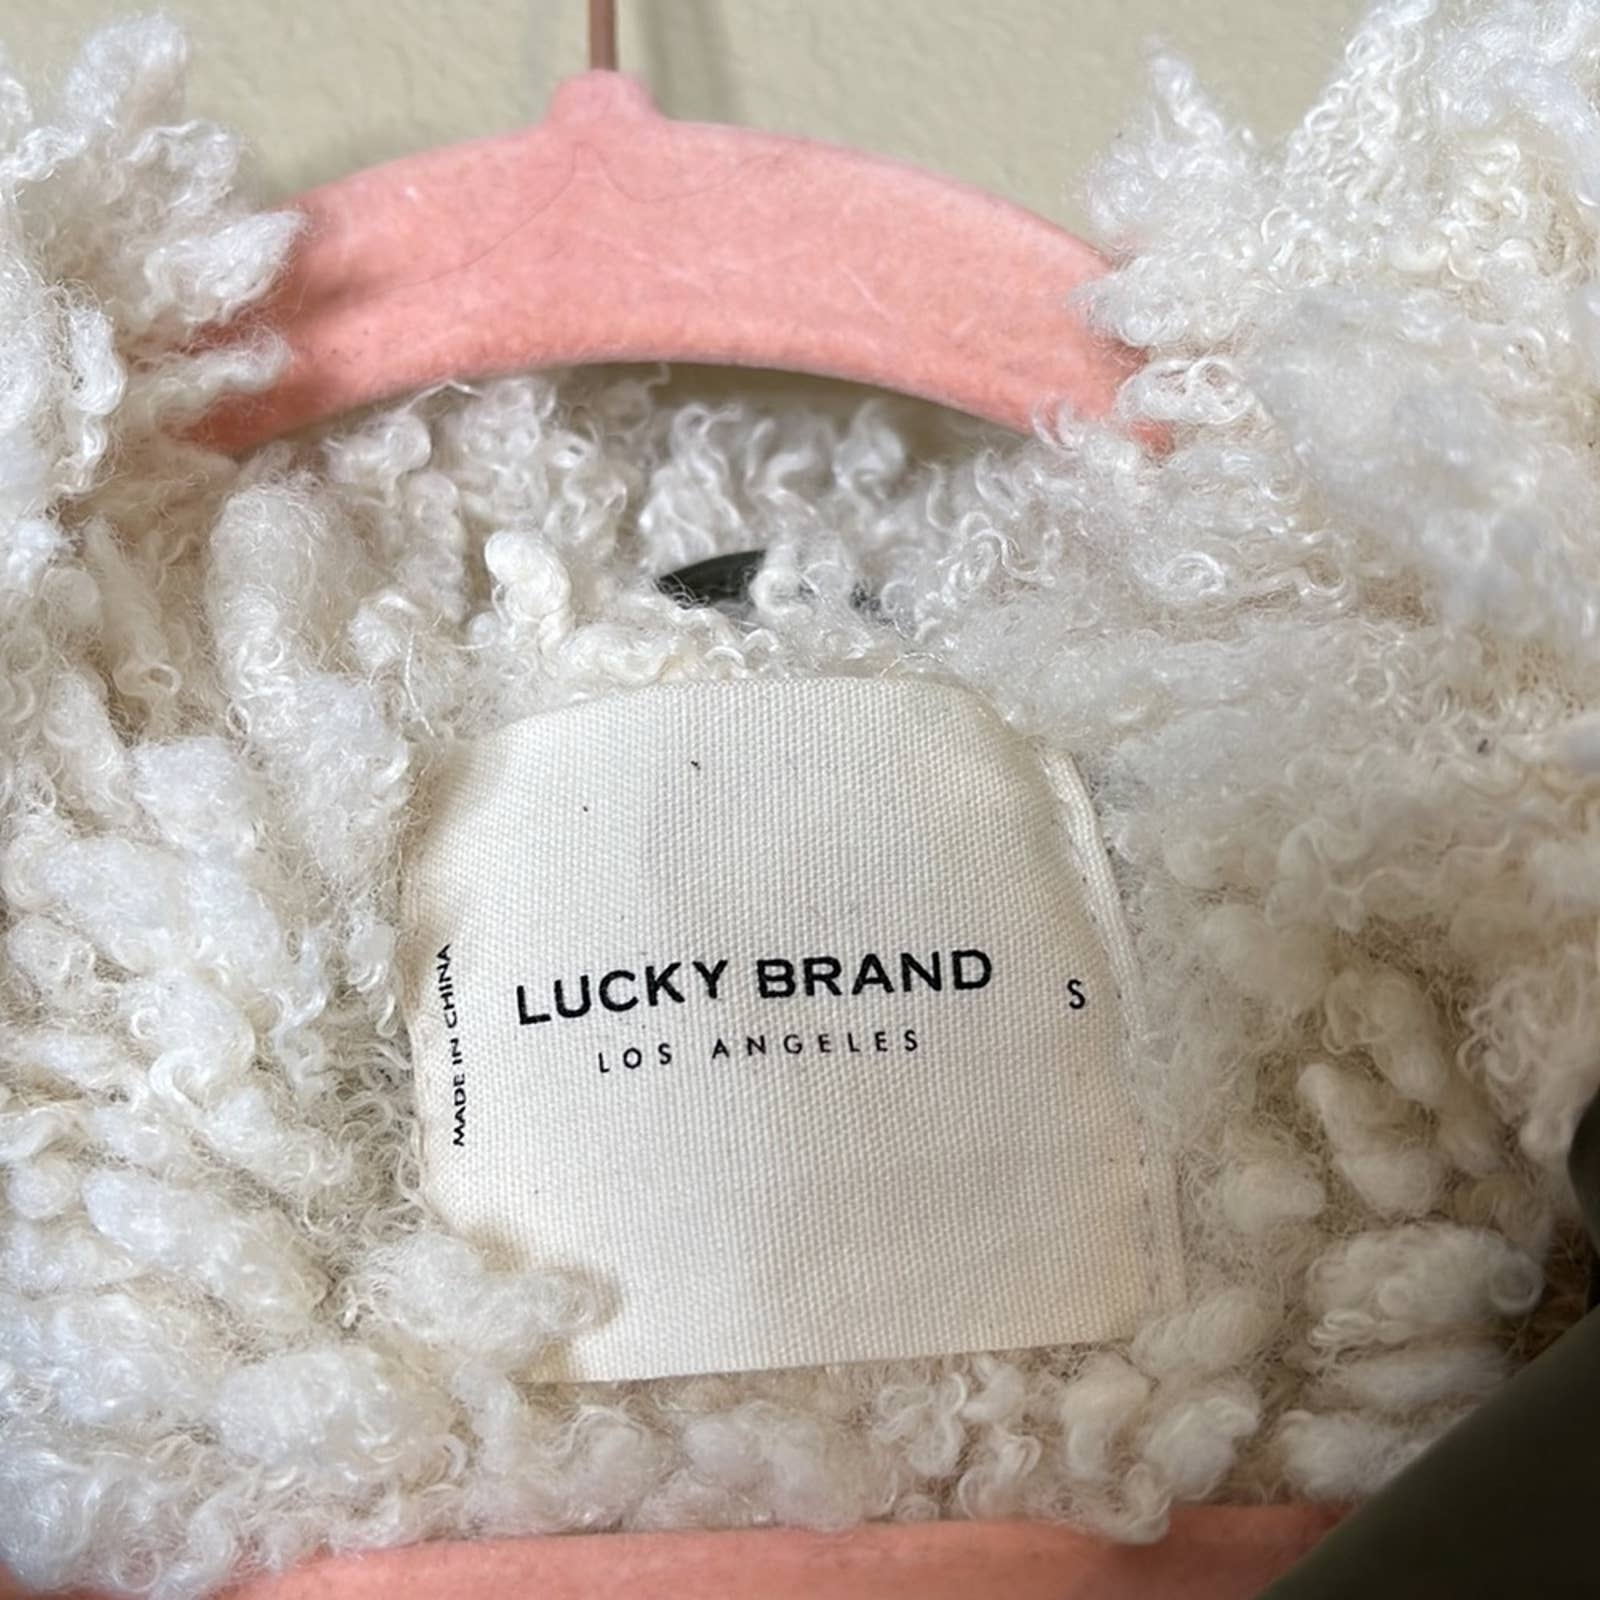 LUCKY BRAND
LOS ANGELES
S
MADE IN CHINA